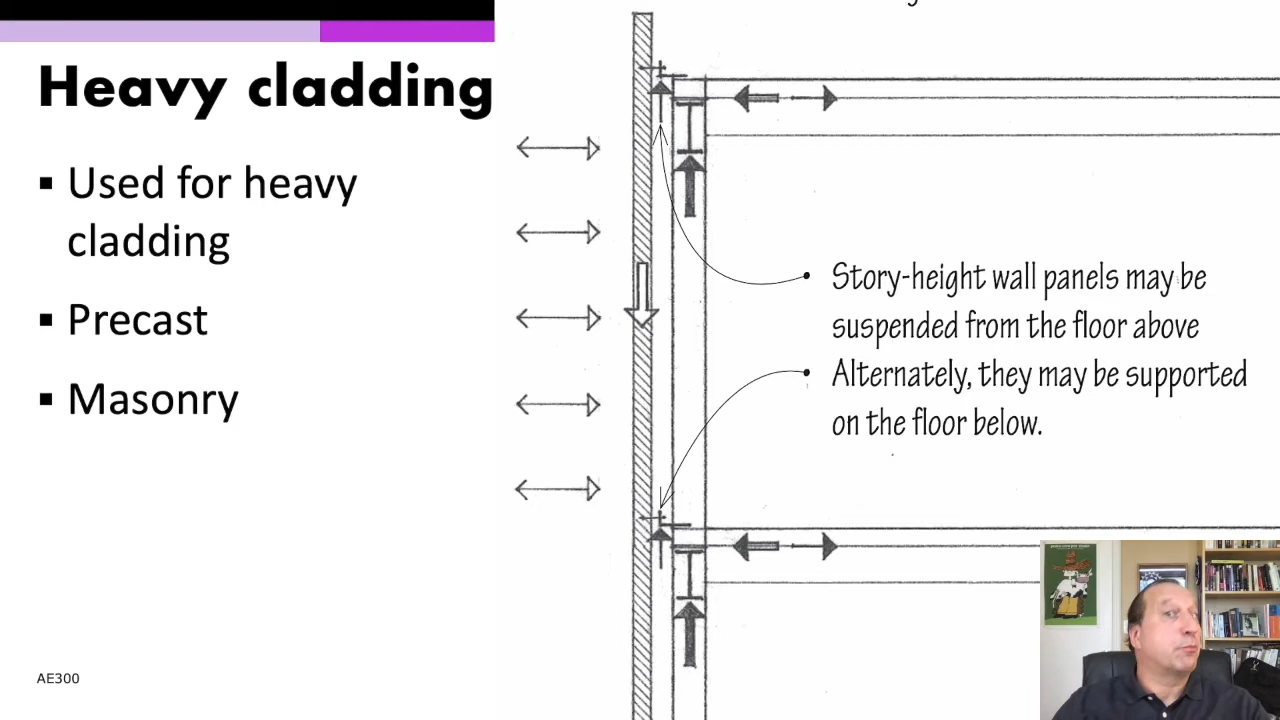 Heavy cladding
▪ Used for heavy
cladding
▪ Precast
▪ Masonry
• Story-height wall panels may be
suspended from the floor above
• Alternately, they may be supported
on the floor below.
AE300